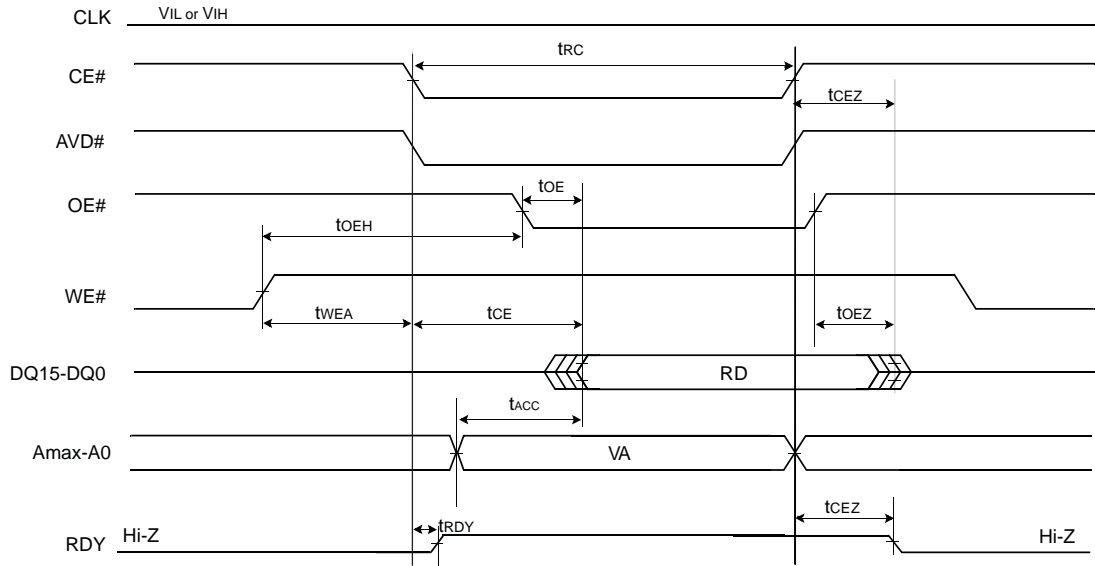 CLK VIL or VIH
tRC
CE#
tCEZ
AVD#
tOE
OE#
tOEH
WE#
tWEA tCE tOEZ
DQ15-DQ0 RD
tACC
Amax-A0 VA
tCEZ
tRDY
RDY Hi-Z Hi-Z